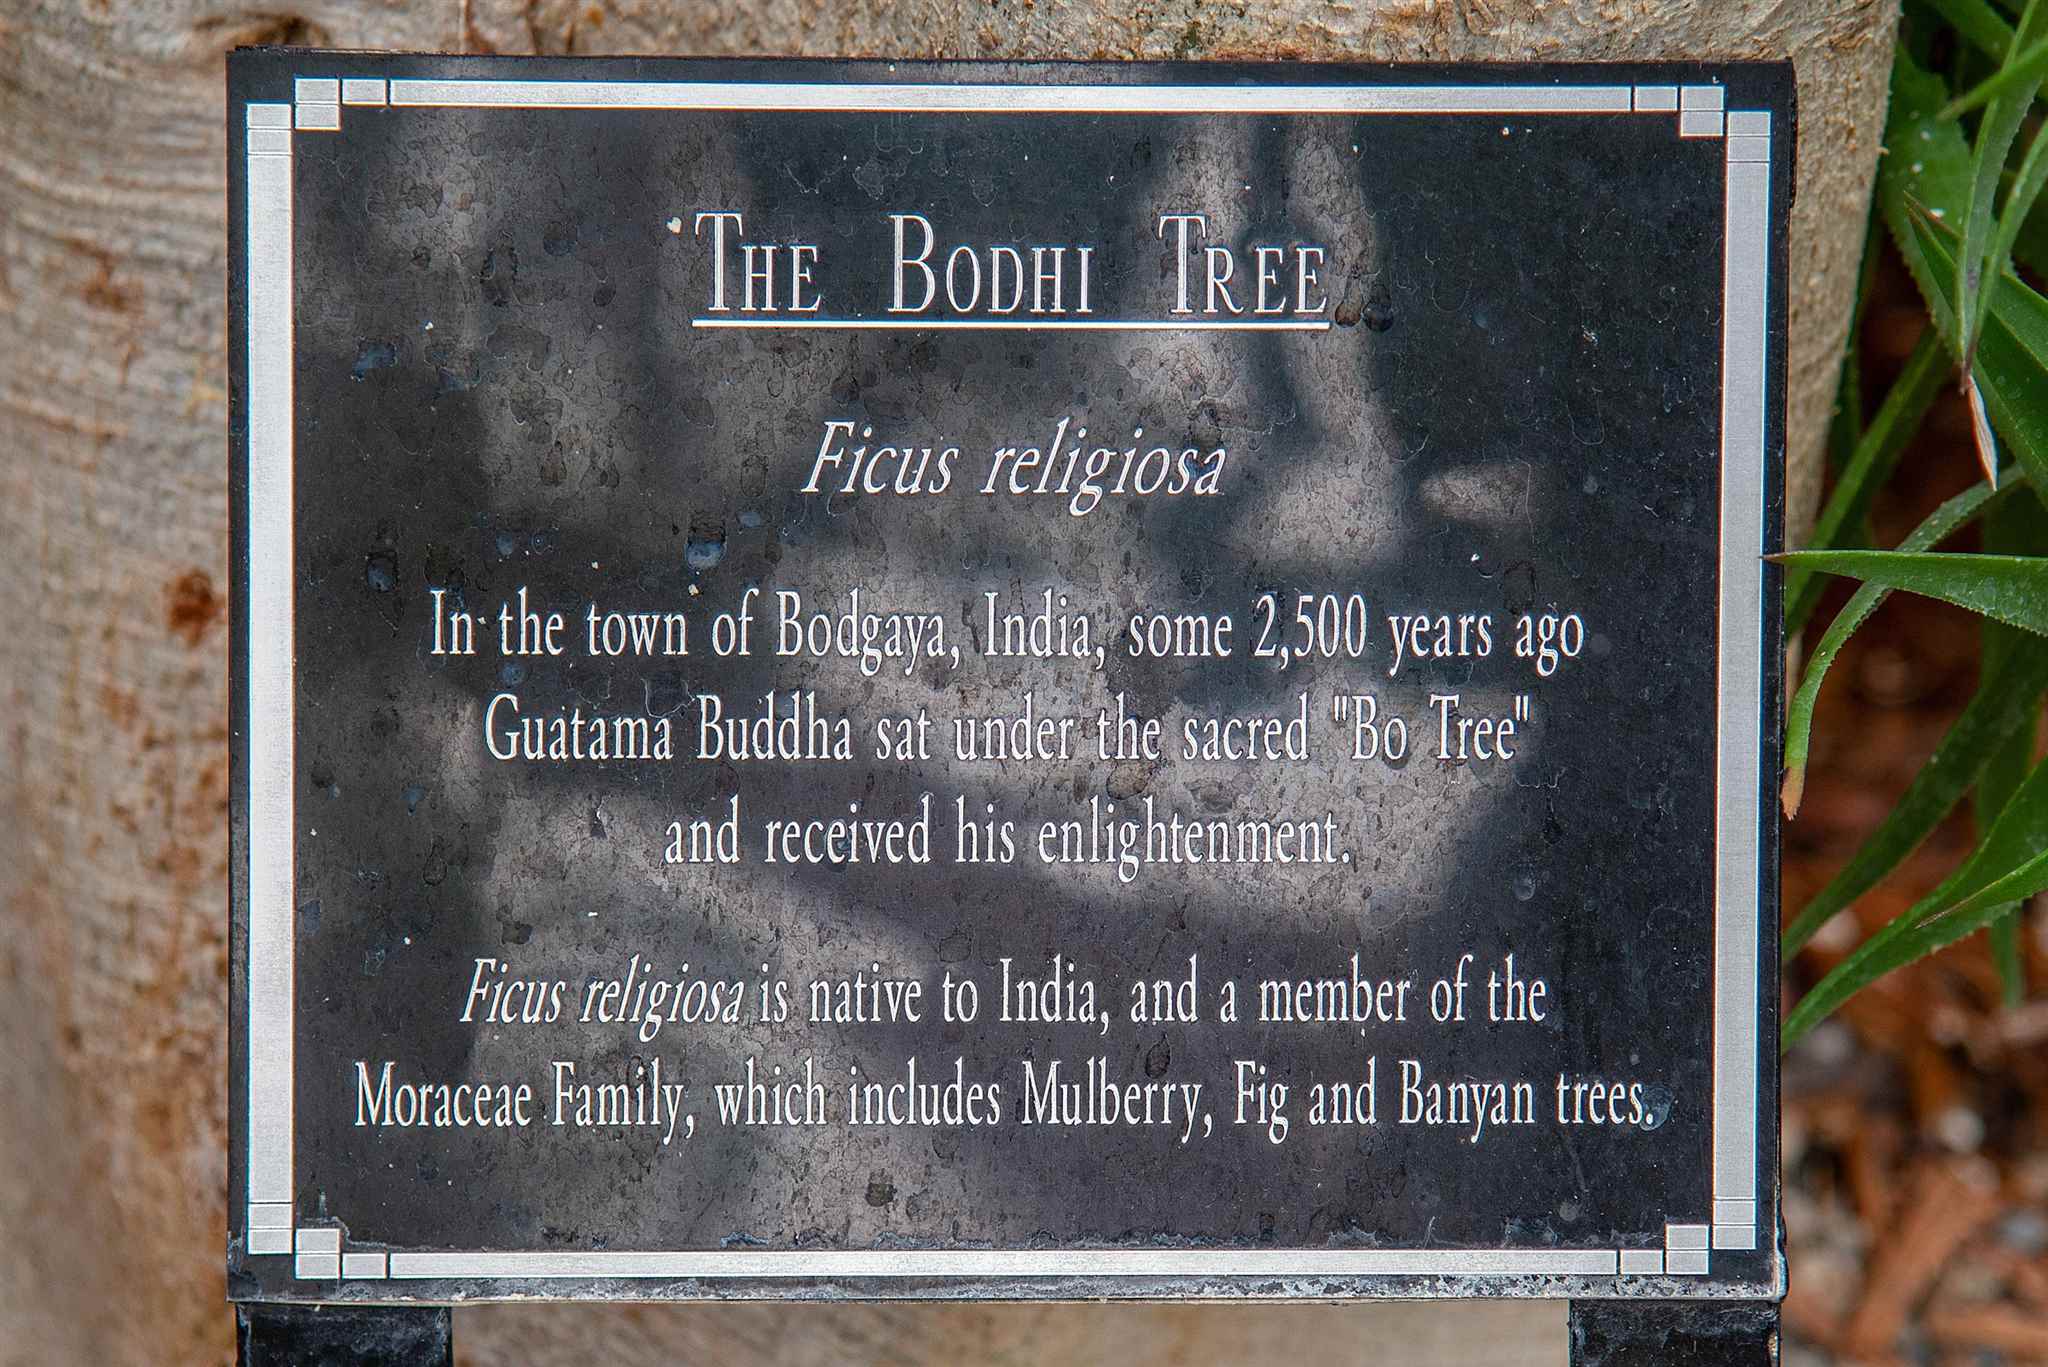 THE BODHI TREE
Ficus religiosa
In the town of Bodgaya, India, some 2,500 years ago
Guatama Buddha sat under the sacred "Bo Tree"
and received his enlightenment.
Ficus religiosa is native to India, and a member of the
Moraceae Family, which includes Mulberry, Fig and Banyan trees.